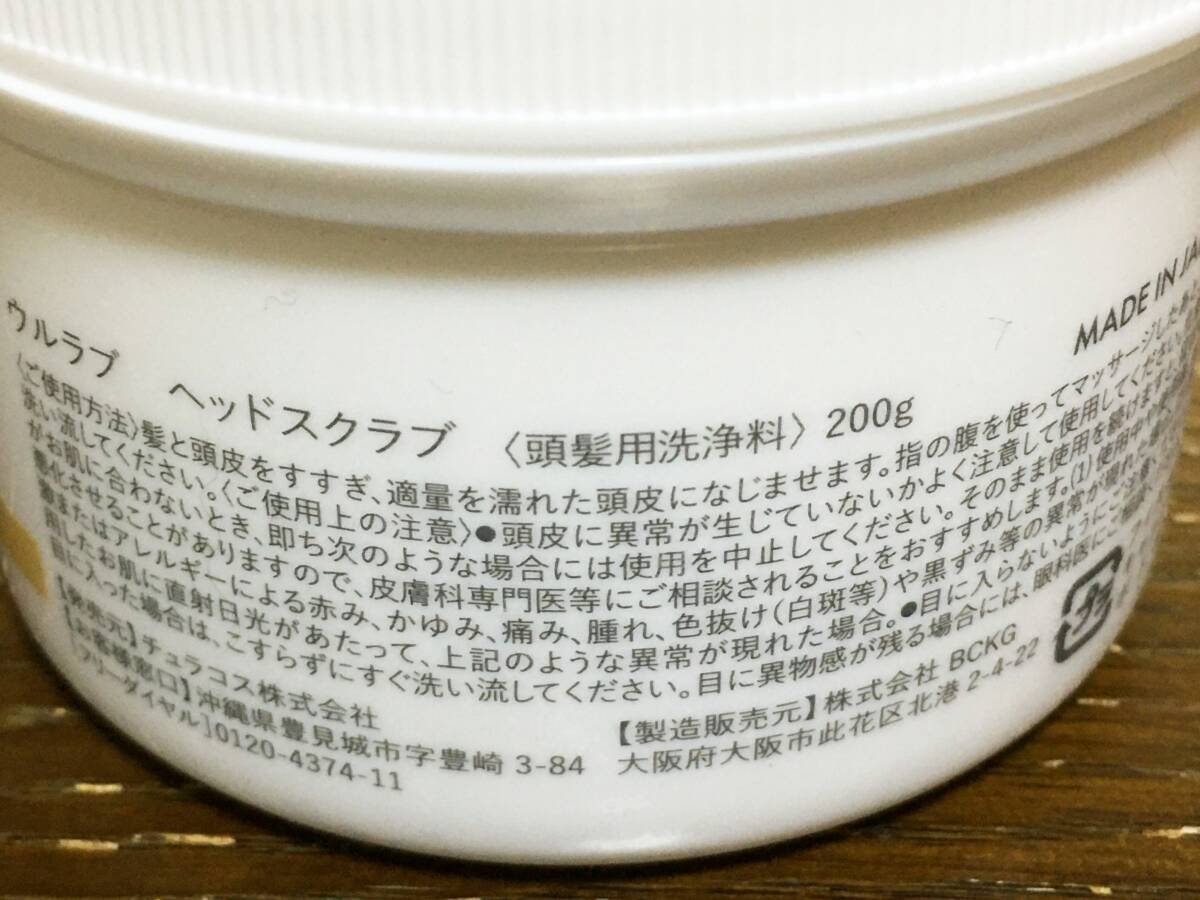 ウルラブ ヘッドスクラブ 〈頭髪用洗浄料〉 200g
MADE IN JA
〈ご使用方法〉髪と頭皮をすすぎ、適量を濡れた頭皮になじませます。指の腹を使ってマッサージしたあ
洗い流してください。〈ご使用上の注意〉●頭皮に異常が生じていないかよく注意して使用してください。
がお肌に合わないとき、即ち次のような場合には使用を中止してください。そのまま使用を続けますと
悪化させることがありますので、皮膚科専門医等にご相談されることをおすすめします。(1)使用中
またはアレルギーによる赤み、かゆみ、痛み、腫れ、色抜け(白斑等)や黒ずみ等の異常が現れた
用したお肌に直射日光があたって、上記のような異常が現れた場合。●目に入らないようにご注意
目に入った場合は、こすらずにすぐ洗い流してください。目に異物感が残る場合には、眼科医にご相談
【発売元】チュラコス株式会社
【お客様窓口】沖縄県豊見城市字豊崎 3-84
[フリーダイヤル]0120-4374-11
【製造販売元】株式会社 BCKG
大阪府大阪市此花区北港 2-4-22
プラ